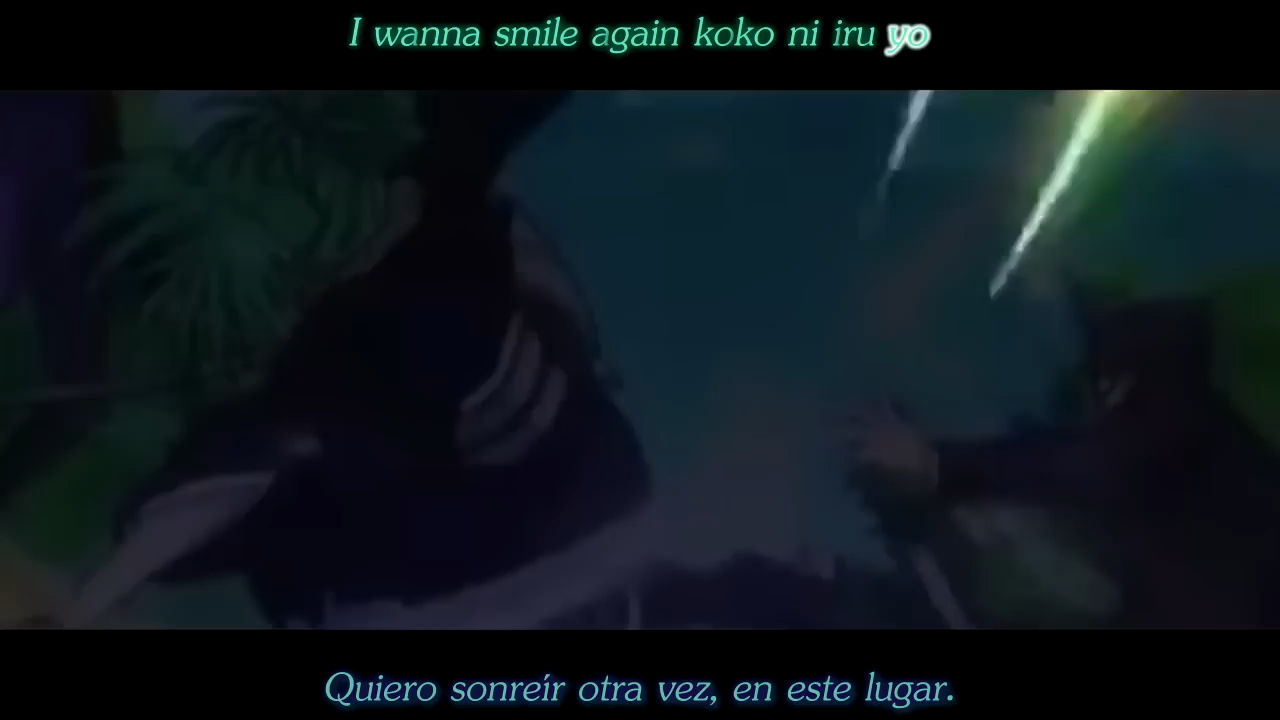 I wanna smile again koko ni iru yo
Quiero sonreír otra vez, en este lugar.